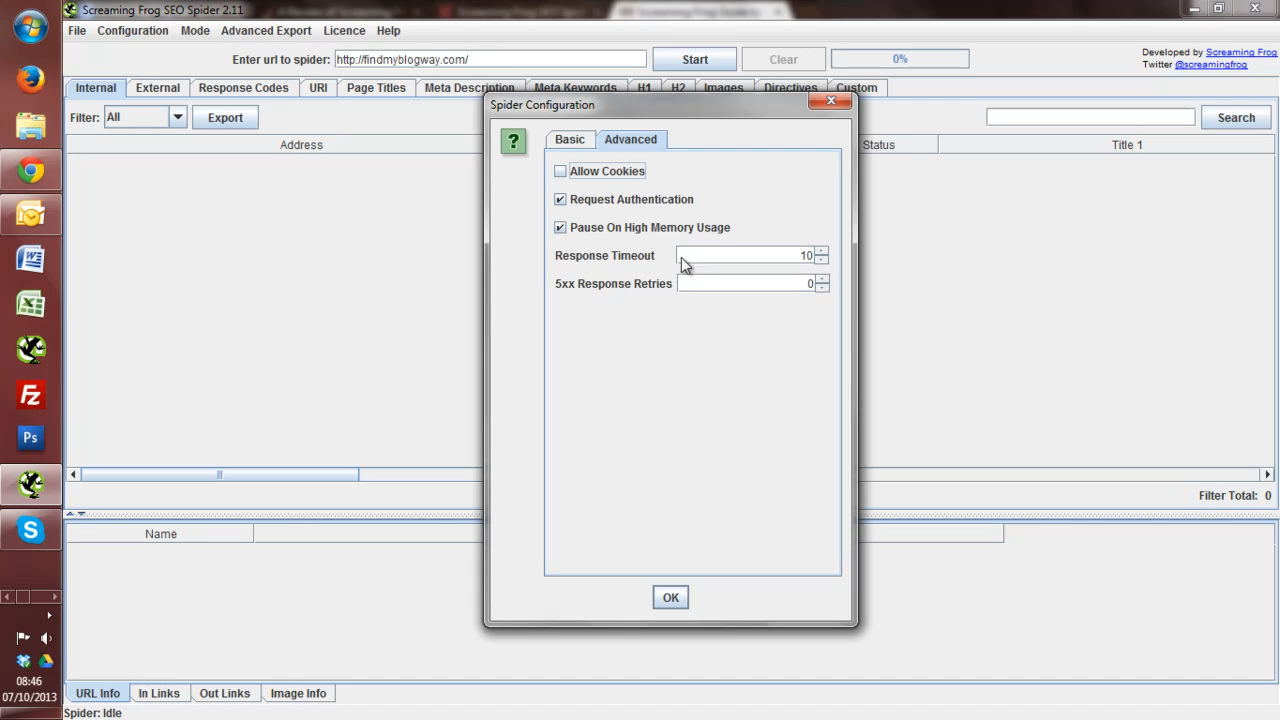 Screaming Frog SEO Spider 2.11
File Configuration Mode Advanced Export Licence Help
Enter url to spider: http://findmyblogway.com/ Start Clear 0%
Developed by Screaming Frog
Twitter @screamingfrog
Internal External Response Codes URI Page Titles Meta Description Meta Keywords H1 H2 Images Directives Custom
Filter: All Export Search
Address Status Title 1
Spider Configuration
? Basic Advanced
Allow Cookies
Request Authentication
Pause On High Memory Usage
Response Timeout 10
5xx Response Retries 0
OK
Filter Total: 0
Name
URL Info In Links Out Links Image Info
Spider: Idle
Fz
Ps
08:46
07/10/2013